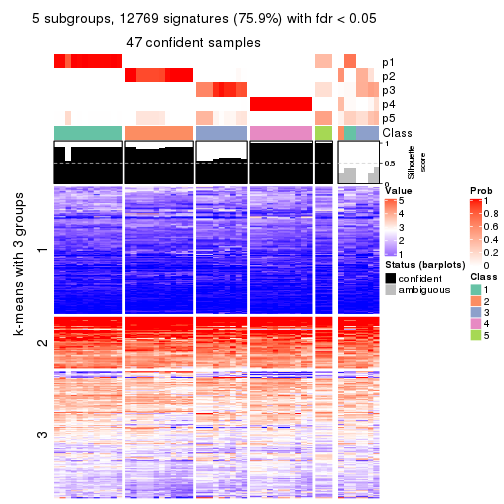 5 subgroups, 12769 signatures (75.9%) with fdr < 0.05
47 confident samples
p1
p2
p3
p4
p5
Class
1
0.5
0
Silhouette
score
k-means with 3 groups
1
2
3
Value
5
4
3
2
1
Status (barplots)
confident
ambiguous
Prob
1
0.8
0.6
0.4
0.2
0
Class
1
2
3
4
5